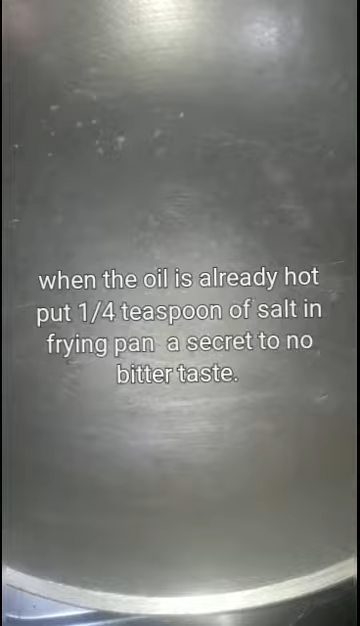 when the oil is already hot
put 1/4 teaspoon of salt in
frying pan a secret to no
bitter taste.